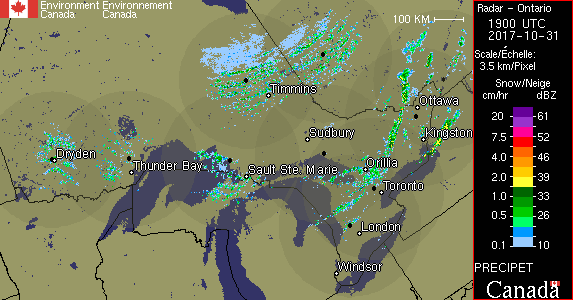 Environment Environnement
Canada Canada
100 KM
Timmins
Ottawa
Sudbury
Kingston
Dryden
Thunder Bay
Sault Ste. Marie
Orillia
Toronto
London
Windsor
Radar - Ontario
1900 UTC
2017-10-31
Scale/Échelle:
3.5 km/Pixel
Snow/Neige
cm/hr dBZ
20 61
7.5 52
4.0 46
2.0 39
1.0 33
0.5 26
0.1 10
PRECIPET
Canada